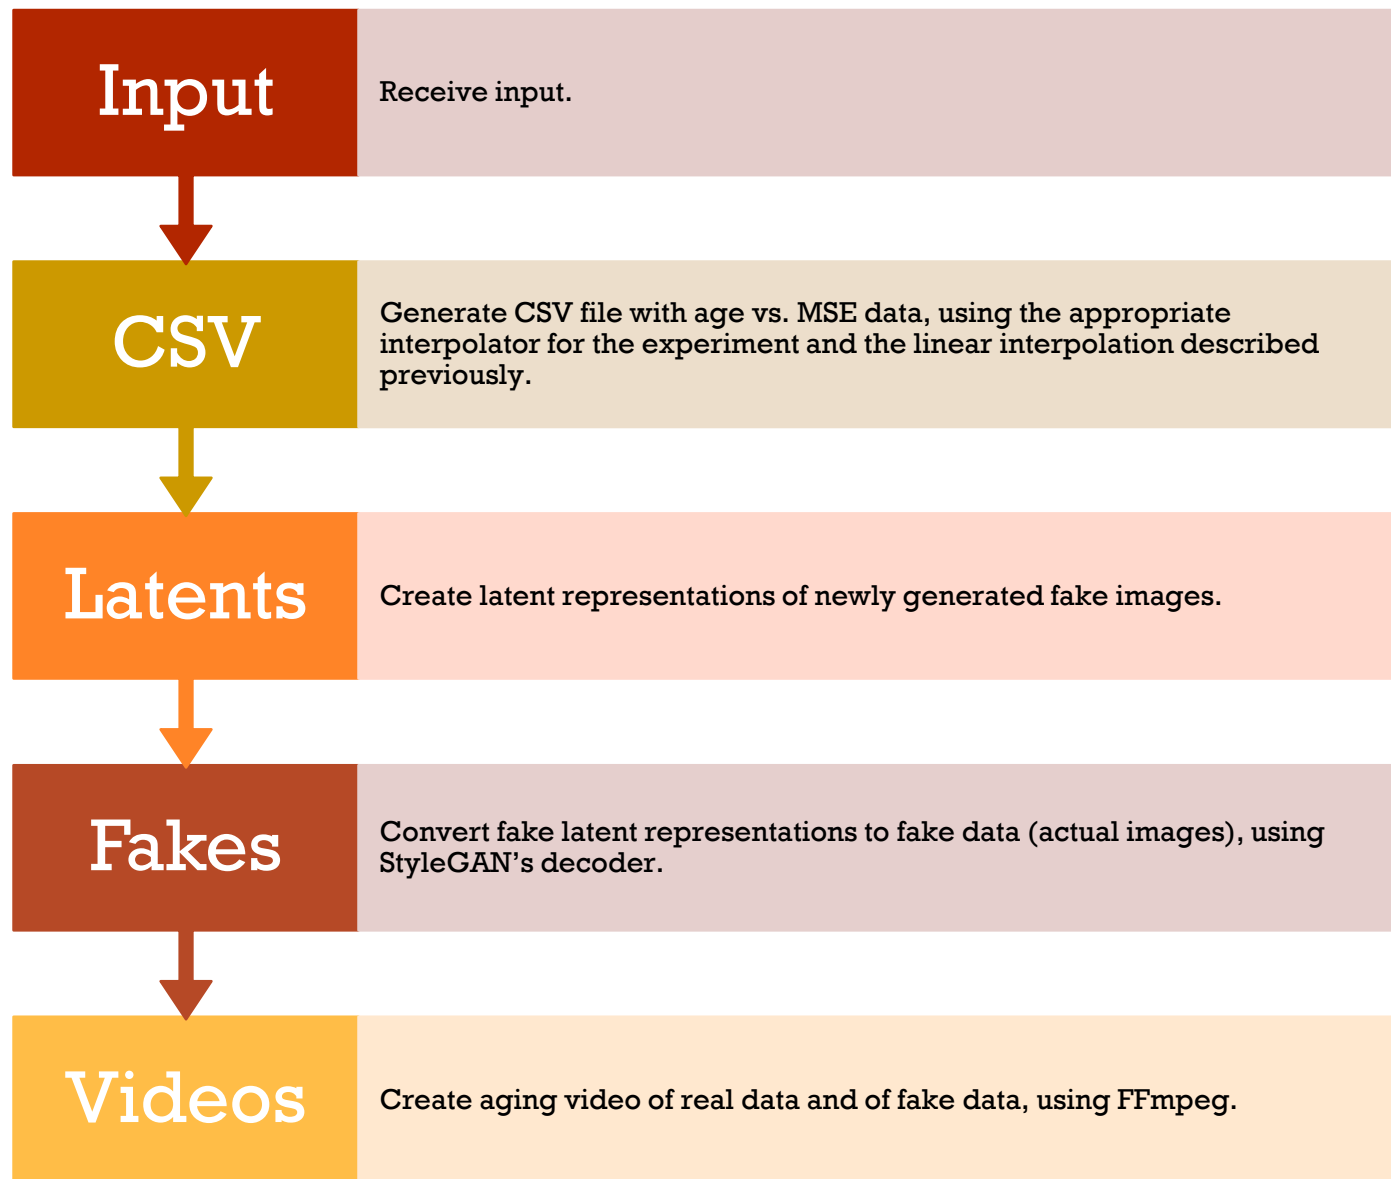 Input
Receive input.
CSV
Generate CSV file with age vs. MSE data, using the appropriate
interpolator for the experiment and the linear interpolation described
previously.
Latents
Create latent representations of newly generated fake images.
Fakes
Convert fake latent representations to fake data (actual images), using
StyleGAN’s decoder.
Videos
Create aging video of real data and of fake data, using FFmpeg.